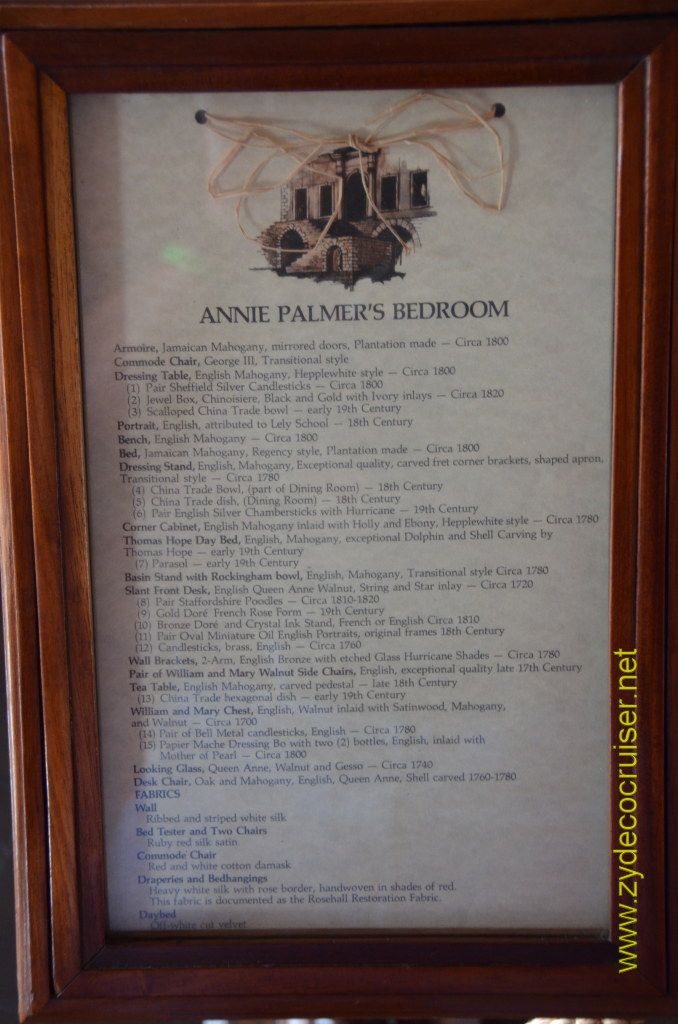 ANNIE PALMER'S BEDROOM
Armoire, Jamaican Mahogany, mirrored doors, Plantation made — Circa 1800
Commode Chair, George III, Transitional style
Dressing Table, English Mahogany, Hepplewhite style — Circa 1800
(1) Pair Sheffield Silver Candlesticks — Circa 1800
(2) Jewel Box, Chinoisiere, Black and Gold with Ivory inlays — Circa 1820
(3) Scalloped China Trade bowl — early 19th Century
Portrait, English, attributed to Lely School — 18th Century
Bench, English Mahogany — Circa 1800
Bed, Jamaican Mahogany, Regency style, Plantation made — Circa 1800
Dressing Stand, English, Mahogany, Exceptional quality, carved fret corner brackets, shaped apron,
Transitional style — Circa 1780
(4) China Trade Bowl, (part of Dining Room) — 18th Century
(5) China Trade dish, (Dining Room) — 18th Century
(6) Pair English Silver Chambersticks with Hurricane — 19th Century
Corner Cabinet, English Mahogany inlaid with Holly and Ebony, Hepplewhite style — Circa 1780
Thomas Hope Day Bed, English, Mahogany, exceptional Dolphin and Shell Carving by
Thomas Hope — early 19th Century
(7) Parasol — early 19th Century
Basin Stand with Rockingham bowl, English, Mahogany, Transitional style Circa 1780
Slant Front Desk, English Queen Anne Walnut, String and Star inlay — Circa 1720
(8) Pair Staffordshire Poodles — Circa 1810-1820
(9) Gold Doré French Rose Form — 19th Century
(10) Bronze Doré and Crystal Ink Stand, French or English Circa 1810
(11) Pair Oval Miniature Oil English Portraits, original frames 18th Century
(12) Candlesticks, brass, English — Circa 1760
Wall Brackets, 2-Arm, English Bronze with etched Glass Hurricane Shades — Circa 1780
Pair of William and Mary Walnut Side Chairs, English, exceptional quality late 17th Century
Tea Table, English Mahogany, carved pedestal — late 18th Century
(13) China Trade hexagonal dish — early 19th Century
William and Mary Chest, English, Walnut inlaid with Satinwood, Mahogany,
and Walnut — Circa 1700
(14) Pair of Bell Metal candlesticks, English — Circa 1780
(15) Papier Mache Dressing Bo with two (2) bottles, English, inlaid with
Mother of Pearl — Circa 1800
Looking Glass, Queen Anne, Walnut and Gesso — Circa 1740
Desk Chair, Oak and Mahogany, English, Queen Anne, Shell carved 1760-1780
FABRICS
Wall
Ribbed and striped white silk
Bed Tester and Two Chairs
Ruby red silk satin
Commode Chair
Red and white cotton damask
Draperies and Bedhangings
Heavy white silk with rose border, handwoven in shades of red.
This fabric is documented as the Rosehall Restoration Fabric.
Daybed
Off white cut velvet
www.zydecocruiser.net